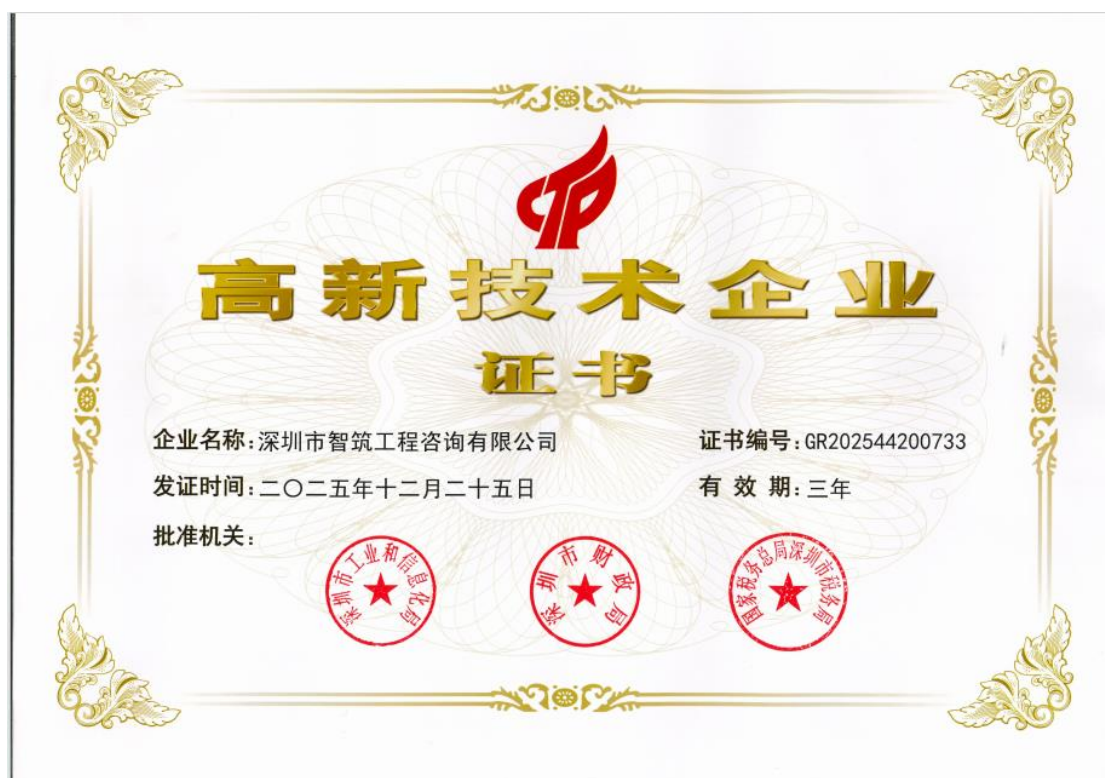 高新技术企业
证书
企业名称:深圳市智筑工程咨询有限公司
证书编号:GR202544200733
发证时间:二〇二五年十二月二十五日
有效期:三年
批准机关:
深圳市工业和信息化局
深圳市财政局
国家税务总局深圳市税务局